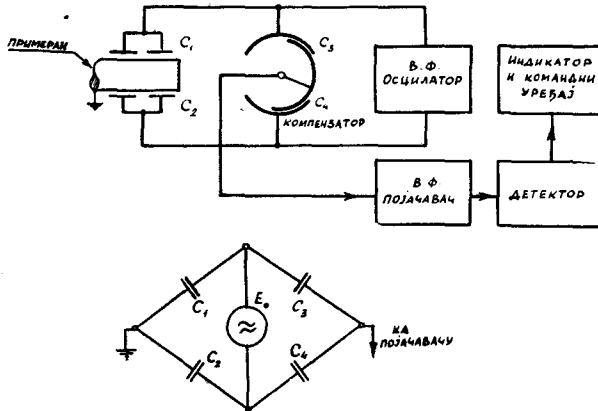 ПРИМЕРАК
C₁
C₂
C₃
C₄
КОМПЕНЗАТОР
В.Ф.
ОСЦИЛАТОР
ИНДИКАТОР
И КОМАНДНИ
УРЕЂАЈ
В Ф
ПОЈАЧАВАЧ
ДЕТЕКТОР
C₁
E₀
C₃
C₂
C₄
КА
ПОЈАЧАВАЧУ